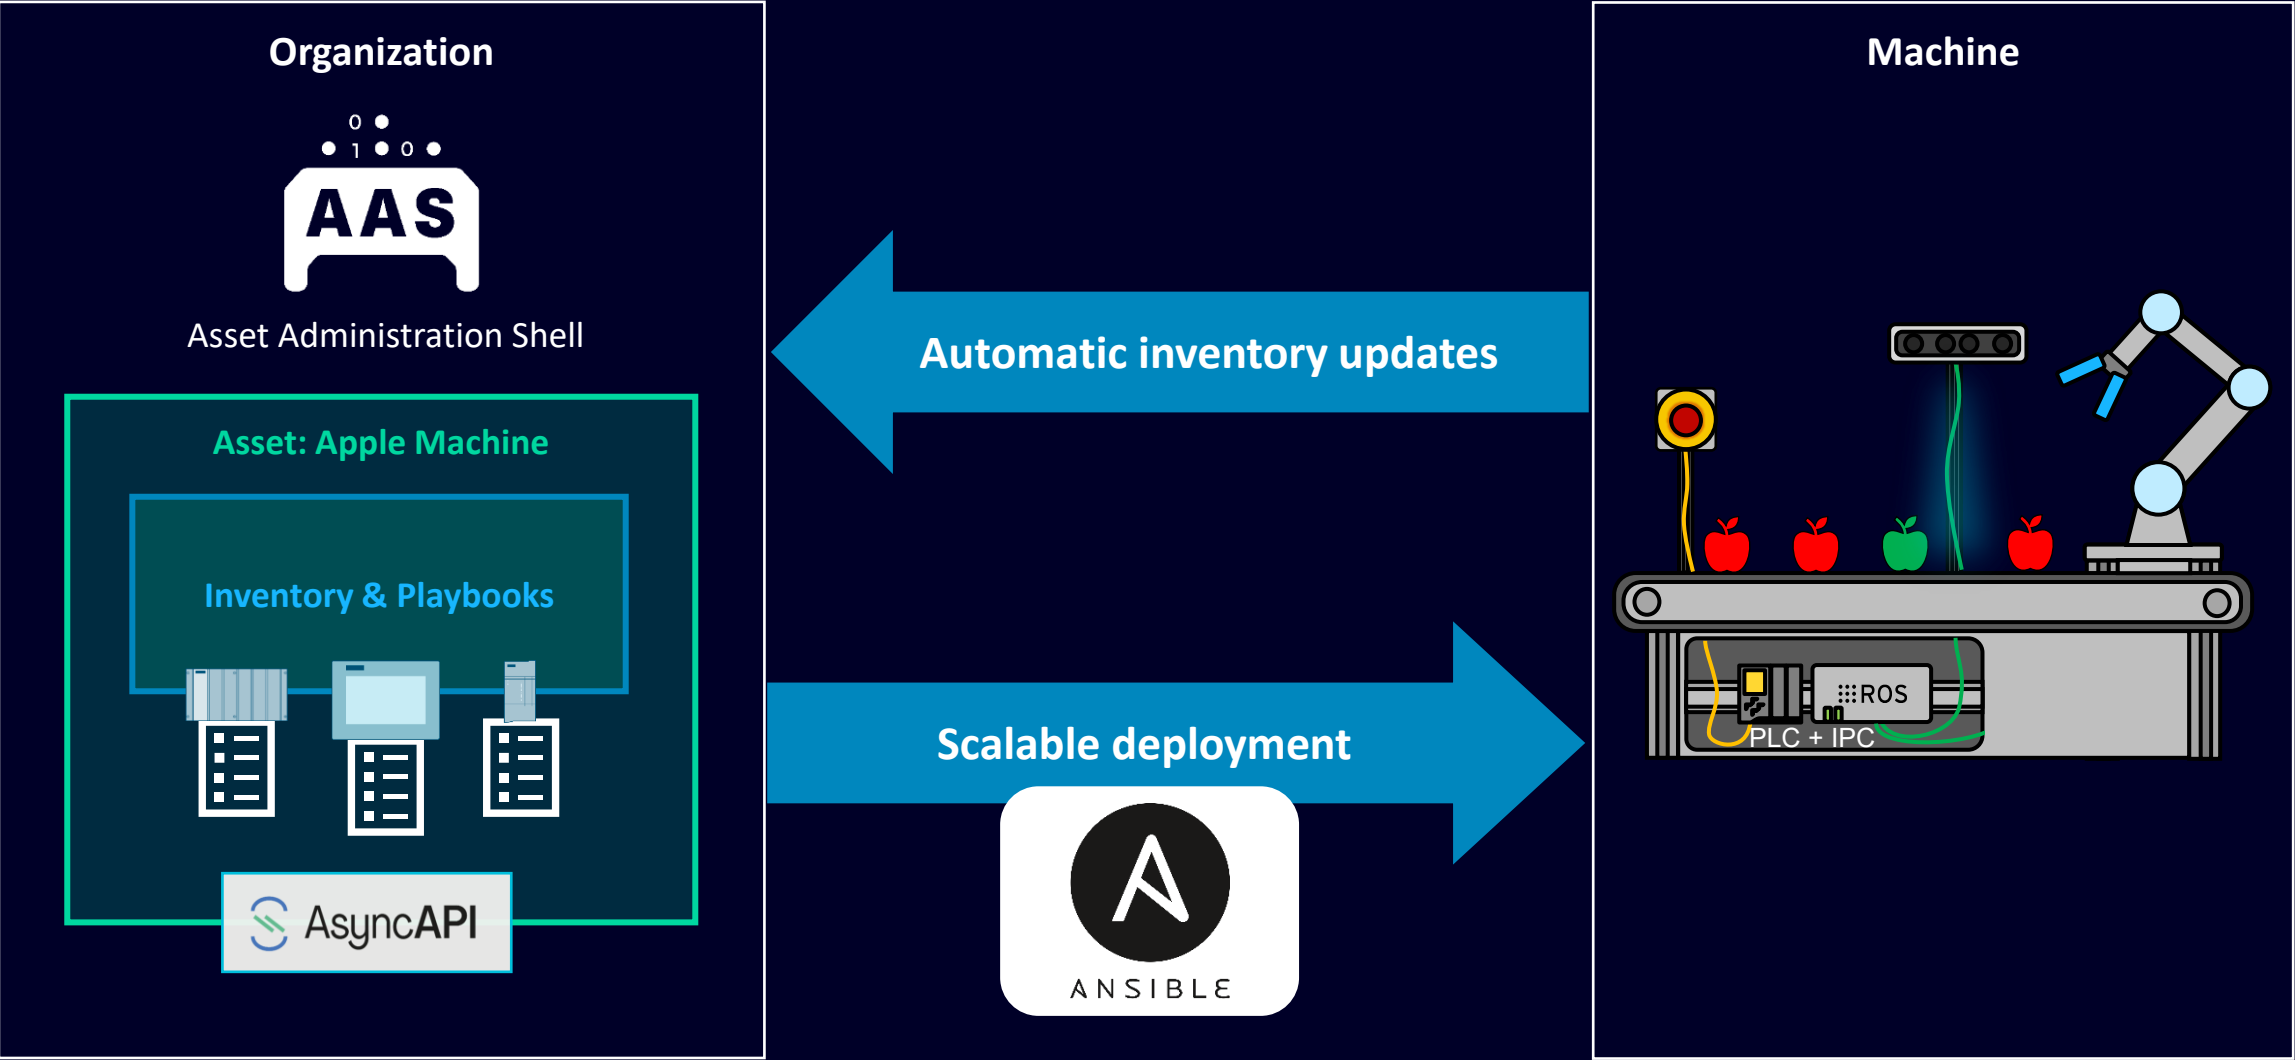 Organization
0
1 0
AAS
Asset Administration Shell
Asset: Apple Machine
Inventory & Playbooks
AsyncAPI
Automatic inventory updates
Scalable deployment
ANSIBLE
Machine
ROS
PLC + IPC